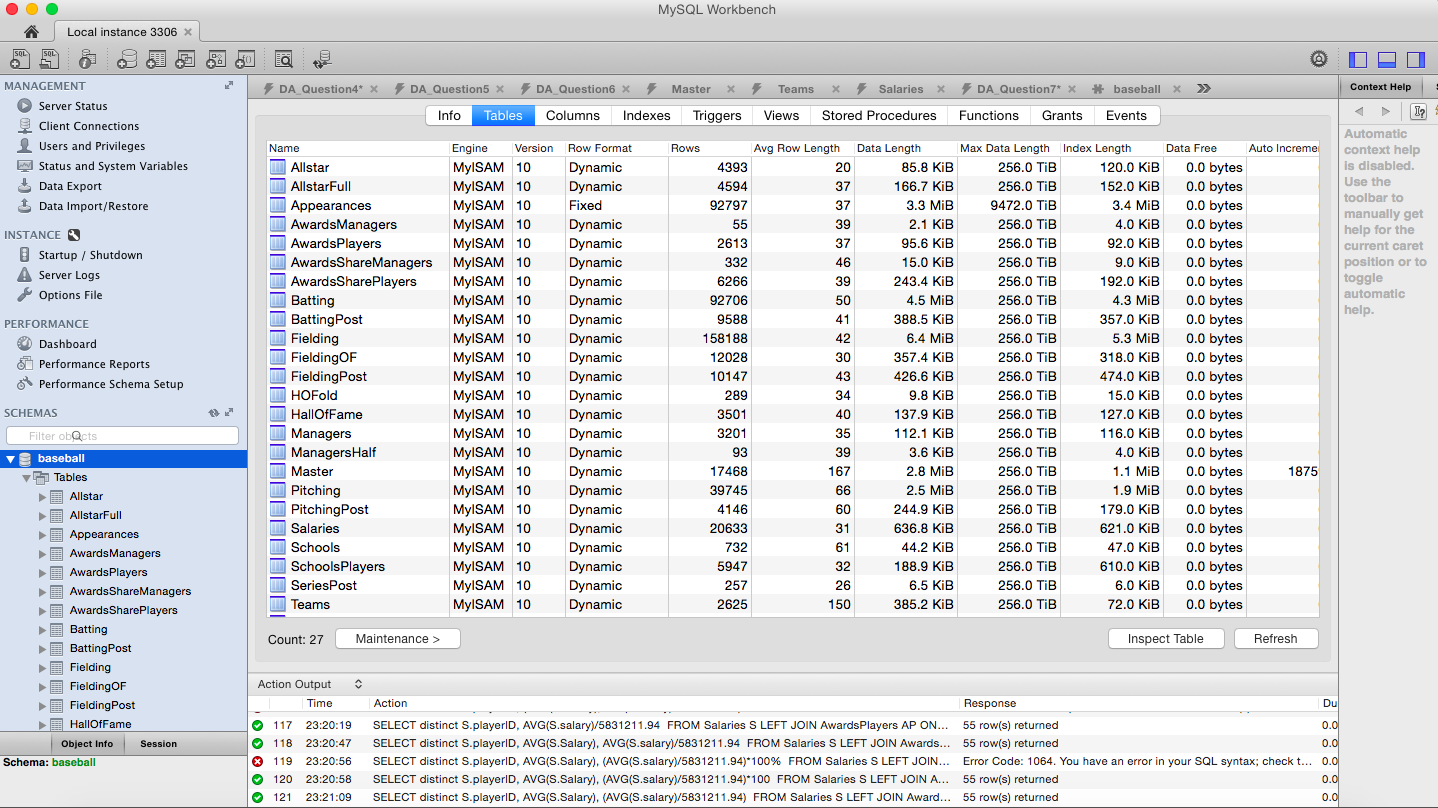 MySQL Workbench
Local instance 3306
MANAGEMENT
Server Status
Client Connections
Users and Privileges
Status and System Variables
Data Export
Data Import/Restore
INSTANCE
Startup / Shutdown
Server Logs
Options File
PERFORMANCE
Dashboard
Performance Reports
Performance Schema Setup
SCHEMAS
Filter objects
baseball
Tables
Allstar
AllstarFull
Appearances
AwardsManagers
AwardsPlayers
AwardsShareManagers
AwardsSharePlayers
Batting
BattingPost
Fielding
FieldingOF
FieldingPost
HallOfFame
Object Info Session
Schema: baseball
DA_Question4* DA_Question5 DA_Question6 Master Teams Salaries DA_Question7* baseball
Info Tables Columns Indexes Triggers Views Stored Procedures Functions Grants Events
Name Engine Version Row Format Rows Avg Row Length Data Length Max Data Length Index Length Data Free Auto Increme
Allstar MyISAM 10 Dynamic 4393 20 85.8 KiB 256.0 TiB 120.0 KiB 0.0 bytes
AllstarFull MyISAM 10 Dynamic 4594 37 166.7 KiB 256.0 TiB 152.0 KiB 0.0 bytes
Appearances MyISAM 10 Fixed 92797 37 3.3 MiB 9472.0 TiB 3.4 MiB 0.0 bytes
AwardsManagers MyISAM 10 Dynamic 55 39 2.1 KiB 256.0 TiB 4.0 KiB 0.0 bytes
AwardsPlayers MyISAM 10 Dynamic 2613 37 95.6 KiB 256.0 TiB 92.0 KiB 0.0 bytes
AwardsShareManagers MyISAM 10 Dynamic 332 46 15.0 KiB 256.0 TiB 9.0 KiB 0.0 bytes
AwardsSharePlayers MyISAM 10 Dynamic 6266 39 243.4 KiB 256.0 TiB 192.0 KiB 0.0 bytes
Batting MyISAM 10 Dynamic 92706 50 4.5 MiB 256.0 TiB 4.3 MiB 0.0 bytes
BattingPost MyISAM 10 Dynamic 9588 41 388.5 KiB 256.0 TiB 357.0 KiB 0.0 bytes
Fielding MyISAM 10 Dynamic 158188 42 6.4 MiB 256.0 TiB 5.3 MiB 0.0 bytes
FieldingOF MyISAM 10 Dynamic 12028 30 357.4 KiB 256.0 TiB 318.0 KiB 0.0 bytes
FieldingPost MyISAM 10 Dynamic 10147 43 426.6 KiB 256.0 TiB 474.0 KiB 0.0 bytes
HOFold MyISAM 10 Dynamic 289 34 9.8 KiB 256.0 TiB 15.0 KiB 0.0 bytes
HallOfFame MyISAM 10 Dynamic 3501 40 137.9 KiB 256.0 TiB 127.0 KiB 0.0 bytes
Managers MyISAM 10 Dynamic 3201 35 112.1 KiB 256.0 TiB 116.0 KiB 0.0 bytes
ManagersHalf MyISAM 10 Dynamic 93 39 3.6 KiB 256.0 TiB 4.0 KiB 0.0 bytes
Master MyISAM 10 Dynamic 17468 167 2.8 MiB 256.0 TiB 1.1 MiB 0.0 bytes 1875
Pitching MyISAM 10 Dynamic 39745 66 2.5 MiB 256.0 TiB 1.9 MiB 0.0 bytes
PitchingPost MyISAM 10 Dynamic 4146 60 244.9 KiB 256.0 TiB 179.0 KiB 0.0 bytes
Salaries MyISAM 10 Dynamic 20633 31 636.8 KiB 256.0 TiB 621.0 KiB 0.0 bytes
Schools MyISAM 10 Dynamic 732 61 44.2 KiB 256.0 TiB 47.0 KiB 0.0 bytes
SchoolsPlayers MyISAM 10 Dynamic 5947 32 188.9 KiB 256.0 TiB 610.0 KiB 0.0 bytes
SeriesPost MyISAM 10 Dynamic 257 26 6.5 KiB 256.0 TiB 6.0 KiB 0.0 bytes
Teams MyISAM 10 Dynamic 2625 150 385.2 KiB 256.0 TiB 72.0 KiB 0.0 bytes
Count: 27 Maintenance > Inspect Table Refresh
Action Output
Time Action Response Du
117 23:20:19 SELECT distinct S.playerID, AVG(S.salary)/5831211.94 FROM Salaries S LEFT JOIN AwardsPlayers AP ON... 55 row(s) returned 0.0
118 23:20:47 SELECT distinct S.playerID, AVG(S.Salary), AVG(S.salary)/5831211.94 FROM Salaries S LEFT JOIN Awards... 55 row(s) returned 0.0
119 23:20:56 SELECT distinct S.playerID, AVG(S.Salary), (AVG(S.salary)/5831211.94)*100% FROM Salaries S LEFT JOIN... Error Code: 1064. You have an error in your SQL syntax; check t... 0.0
120 23:20:58 SELECT distinct S.playerID, AVG(S.Salary), (AVG(S.salary)/5831211.94)*100 FROM Salaries S LEFT JOIN A... 55 row(s) returned 0.0
121 23:21:09 SELECT distinct S.playerID, AVG(S.Salary), (AVG(S.salary)/5831211.94) FROM Salaries S LEFT JOIN Award... 55 row(s) returned 0.0
Context Help
Automatic
context help
is disabled.
Use the
toolbar to
manually get
help for the
current caret
position or to
toggle
automatic
help.